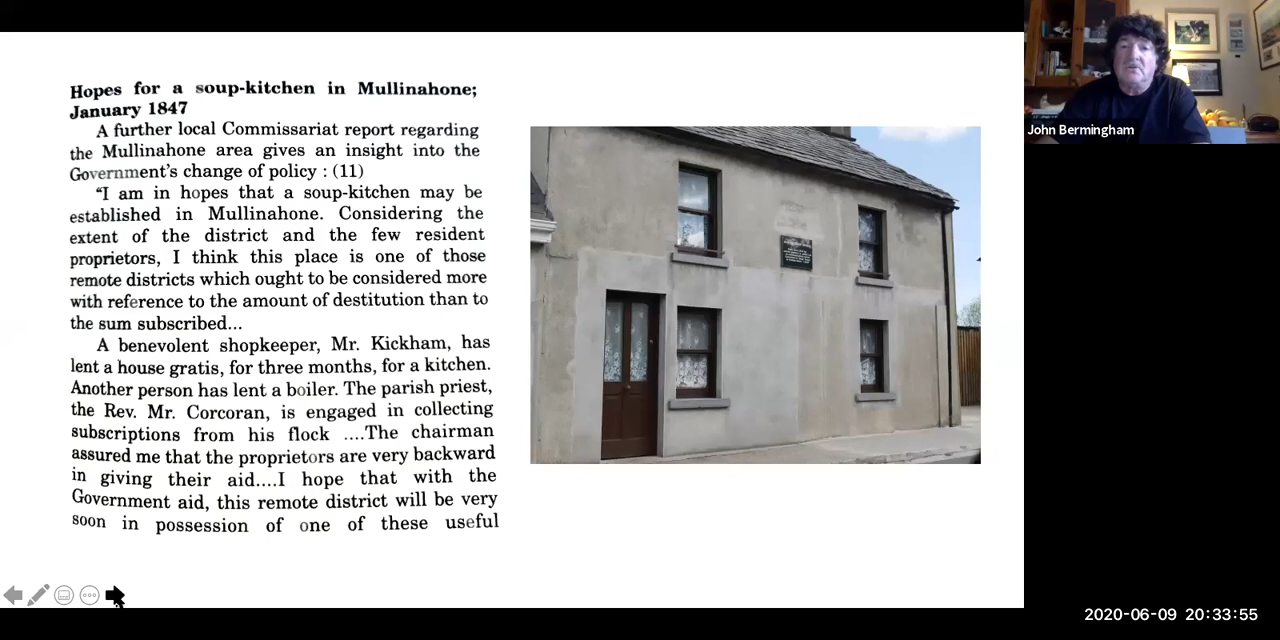 Hopes for a soup-kitchen in Mullinahone;
January 1847
A further local Commissariat report regarding
the Mullinahone area gives an insight into the
Government's change of policy : (11)
"I am in hopes that a soup-kitchen may be
established in Mullinahone. Considering the
extent of the district and the few resident
proprietors, I think this place is one of those
remote districts which ought to be considered more
with reference to the amount of destitution than to
the sum subscribed...
A benevolent shopkeeper, Mr. Kickham, has
lent a house gratis, for three months, for a kitchen.
Another person has lent a boiler. The parish priest,
the Rev. Mr. Corcoran, is engaged in collecting
subscriptions from his flock ....The chairman
assured me that the proprietors are very backward
in giving their aid....I hope that with the
Government aid, this remote district will be very
soon in possession of one of these useful
John Bermingham
2020-06-09 20:33:55